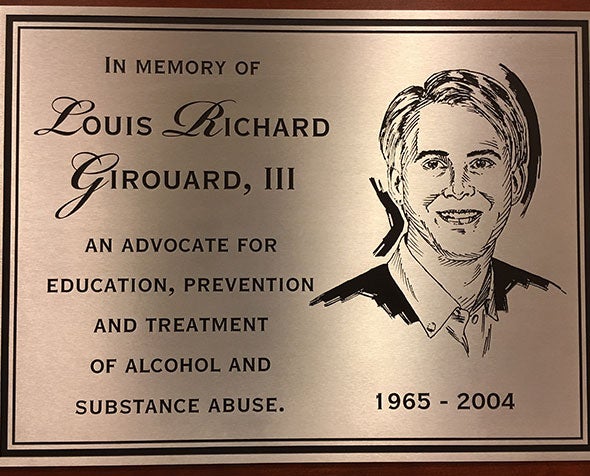 IN MEMORY OF
LOUIS RICHARD
GIROUARD, III
AN ADVOCATE FOR
EDUCATION, PREVENTION
AND TREATMENT
OF ALCOHOL AND
SUBSTANCE ABUSE.
1965 - 2004